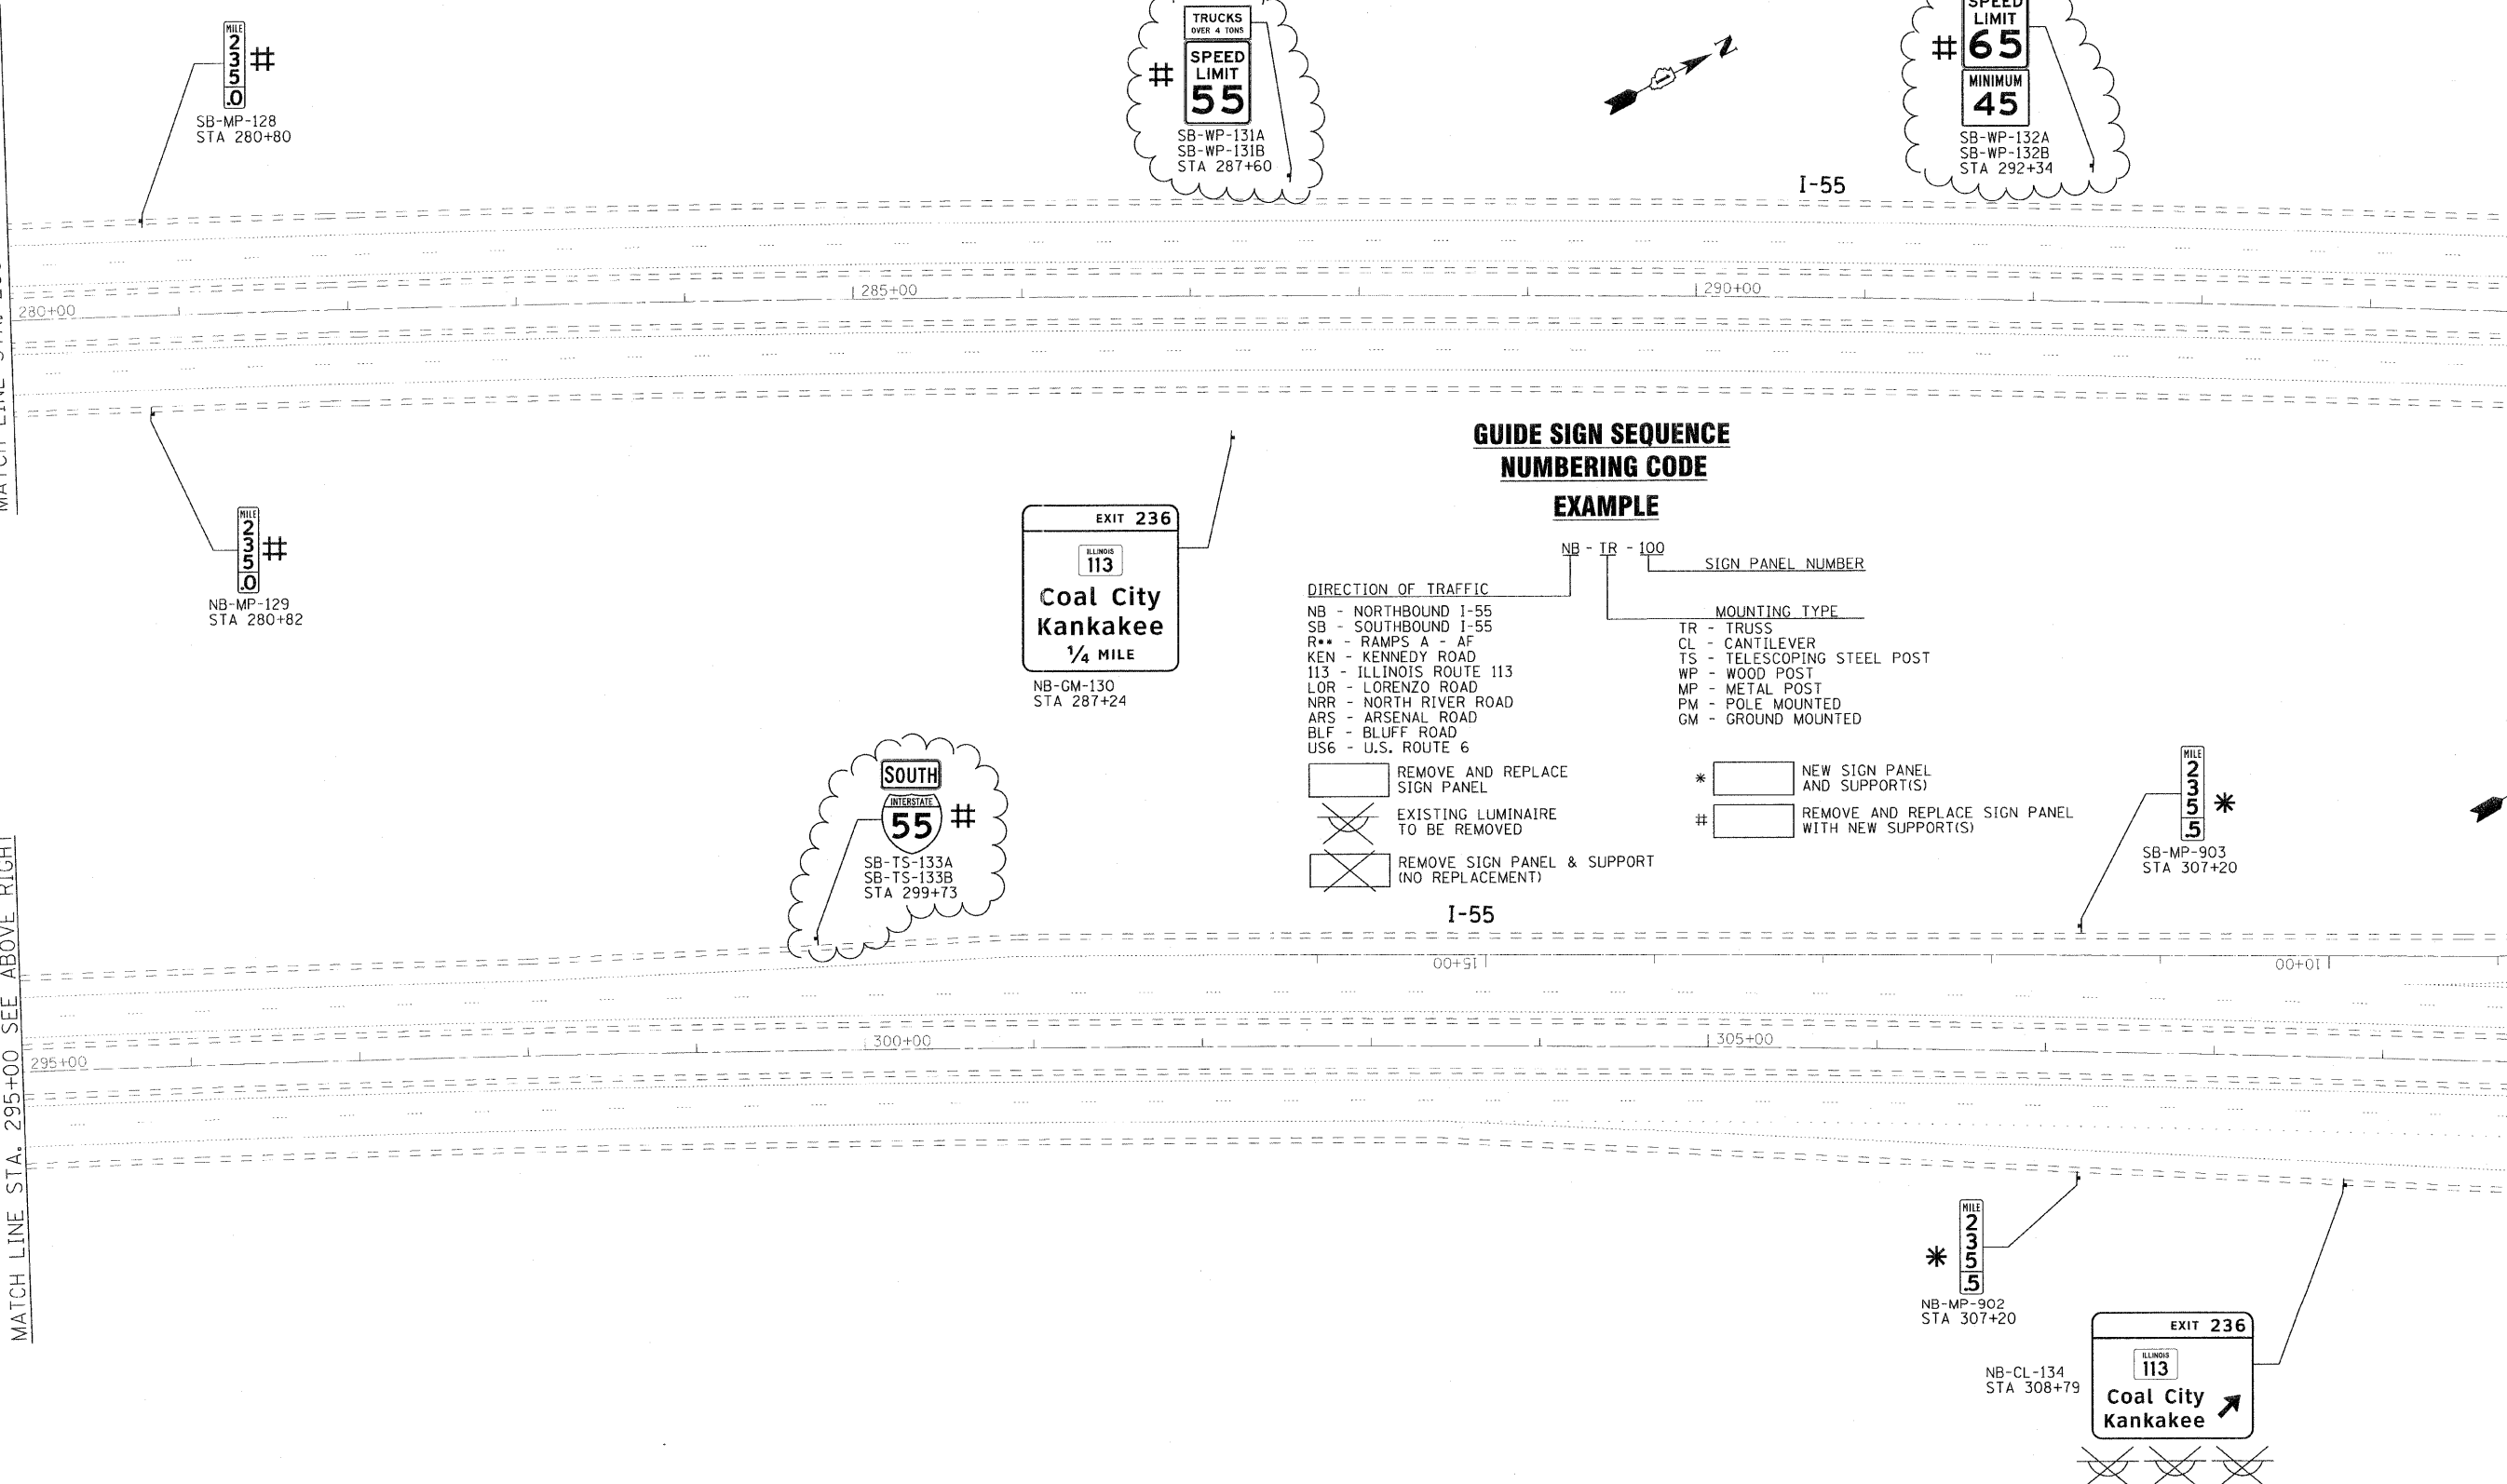 MILE
2
3
5
.0
#
SB-MP-128
STA 280+80
TRUCKS
OVER 4 TONS
#
SPEED
LIMIT
55
SB-WP-131A
SB-WP-131B
STA 287+60
N
SPEED
LIMIT
65
#
MINIMUM
45
SB-WP-132A
SB-WP-132B
STA 292+34
I-55
280+00
285+00
290+00
MILE
2
3
5
.0
#
NB-MP-129
STA 280+82
EXIT 236
ILLINOIS
113
Coal City
Kankakee
1/4 MILE
NB-GM-130
STA 287+24
GUIDE SIGN SEQUENCE
NUMBERING CODE
EXAMPLE
NB - TR - 100
SIGN PANEL NUMBER
DIRECTION OF TRAFFIC
NB - NORTHBOUND I-55
SB - SOUTHBOUND I-55
R** - RAMPS A - AF
KEN - KENNEDY ROAD
113 - ILLINOIS ROUTE 113
LOR - LORENZO ROAD
NRR - NORTH RIVER ROAD
ARS - ARSENAL ROAD
BLF - BLUFF ROAD
US6 - U.S. ROUTE 6
MOUNTING TYPE
TR - TRUSS
CL - CANTILEVER
TS - TELESCOPING STEEL POST
WP - WOOD POST
MP - METAL POST
PM - POLE MOUNTED
GM - GROUND MOUNTED
REMOVE AND REPLACE
SIGN PANEL
EXISTING LUMINAIRE
TO BE REMOVED
REMOVE SIGN PANEL & SUPPORT
(NO REPLACEMENT)
* NEW SIGN PANEL
AND SUPPORT(S)
# REMOVE AND REPLACE SIGN PANEL
WITH NEW SUPPORT(S)
SOUTH
INTERSTATE
55
#
SB-TS-133A
SB-TS-133B
STA 299+73
MILE
2
3
5
.5
*
SB-MP-903
STA 307+20
I-55
15+00
10+00
MATCH LINE STA. 295+00 SEE ABOVE RIGHT
295+00
300+00
305+00
MILE
2
3
5
.5
*
NB-MP-902
STA 307+20
NB-CL-134
STA 308+79
EXIT 236
ILLINOIS
113
Coal City
Kankakee
MATCH LINE